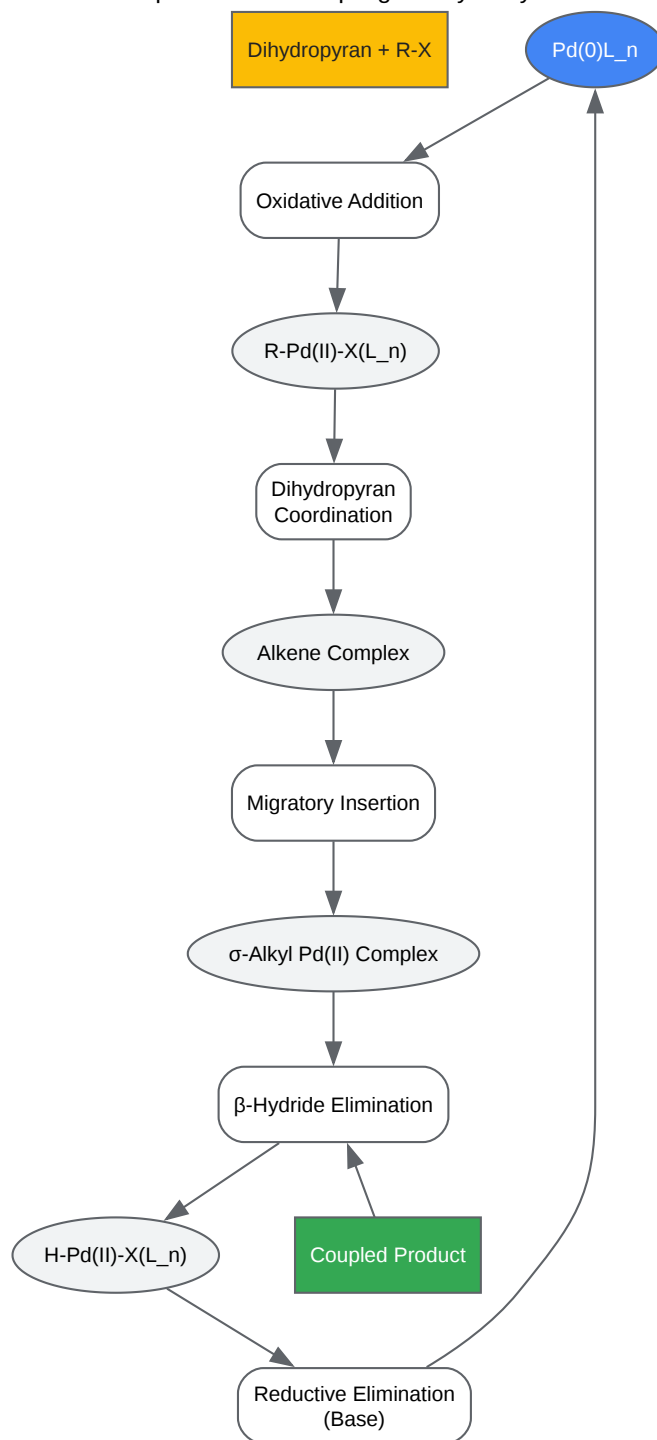 Dihydropyran + R-X
Pd(0)L_n
Oxidative Addition
R-Pd(II)-X(L_n)
Dihydropyran
Coordination
Alkene Complex
Migratory Insertion
σ-Alkyl Pd(II) Complex
β-Hydride Elimination
H-Pd(II)-X(L_n)
Coupled Product
Reductive Elimination
(Base)